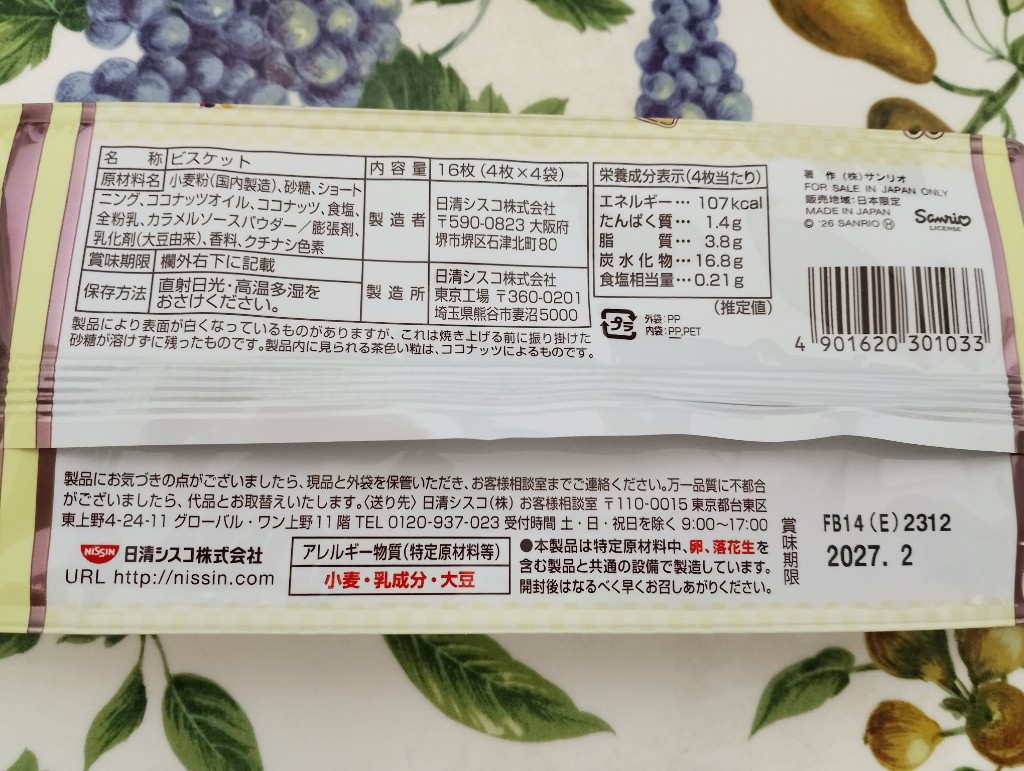 名称 ビスケット
原材料名 小麦粉(国内製造)、砂糖、ショート
ニング、ココナッツオイル、ココナッツ、食塩、
全粉乳、カラメルソースパウダー／膨張剤、
乳化剤(大豆由来)、香料、クチナシ色素
賞味期限 欄外右下に記載
保存方法 直射日光・高温多湿を
おさけください。
内容量 16枚(4枚×4袋)
製造者 日清シスコ株式会社
〒590-0823 大阪府
堺市堺区石津北町80
製造所 日清シスコ株式会社
東京工場 〒360-0201
埼玉県熊谷市妻沼5000
製品により表面が白くなっているものがありますが、これは焼き上げる前に振り掛けた
砂糖が溶けずに残ったものです。製品内に見られる茶色い粒は、ココナッツによるものです。
栄養成分表示(4枚当たり)
エネルギー… 107kcal
たんぱく質… 1.4g
脂質… 3.8g
炭水化物…16.8g
食塩相当量…0.21g
(推定値)
プラ
外袋:PP
内袋:PP,PET
著作 (株)サンリオ
FOR SALE IN JAPAN ONLY
販売地域:日本限定
MADE IN JAPAN
© '26 SANRIO Ⓗ
Sanrio
LICENSE
4 901620 301033
製品にお気づきの点がございましたら、現品と外袋を保管いただき、お客様相談室までご連絡ください。万一品質に不都合
がございましたら、代品とお取替えいたします。〈送り先〉日清シスコ(株) お客様相談室 〒110-0015 東京都台東区
東上野4-24-11 グローバル・ワン上野11階 TEL 0120-937-023 受付時間 土・日・祝日を除く 9:00〜17:00
NISSIN 日清シスコ株式会社
URL http://nissin.com
アレルギー物質(特定原材料等)
小麦・乳成分・大豆
●本製品は特定原材料中、卵、落花生を
含む製品と共通の設備で製造しています。
開封後はなるべく早くお召しあがりください。
賞味期限
FB14(E)2312
2027. 2